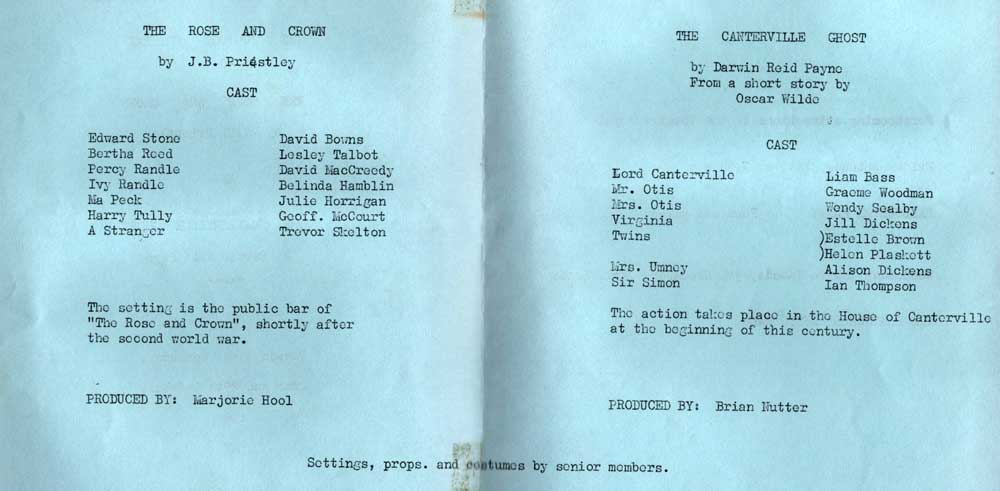 THE ROSE AND CROWN
by J.B. Priestley
CAST
Edward Stone David Bowns
Bertha Reed Lesley Talbot
Percy Randle David MacCreedy
Ivy Randle Belinda Hamblin
Ma Peck Julie Horrigan
Harry Tully Geoff. McCourt
A Stranger Trevor Skelton
The setting is the public bar of
"The Rose and Crown", shortly after
the second world war.
PRODUCED BY: Marjorie Hool
THE CANTERVILLE GHOST
by Darwin Reid Payne
From a short story by
Oscar Wilde
CAST
Lord Canterville Liam Bass
Mr. Otis Graeme Woodman
Mrs. Otis Wendy Sealby
Virginia Jill Dickens
Twins )Estelle Brown
)Helen Plaskett
Mrs. Umney Alison Dickens
Sir Simon Ian Thompson
The action takes place in the House of Canterville
at the beginning of this century.
PRODUCED BY: Brian Nutter
Settings, props. and costumes by senior members.